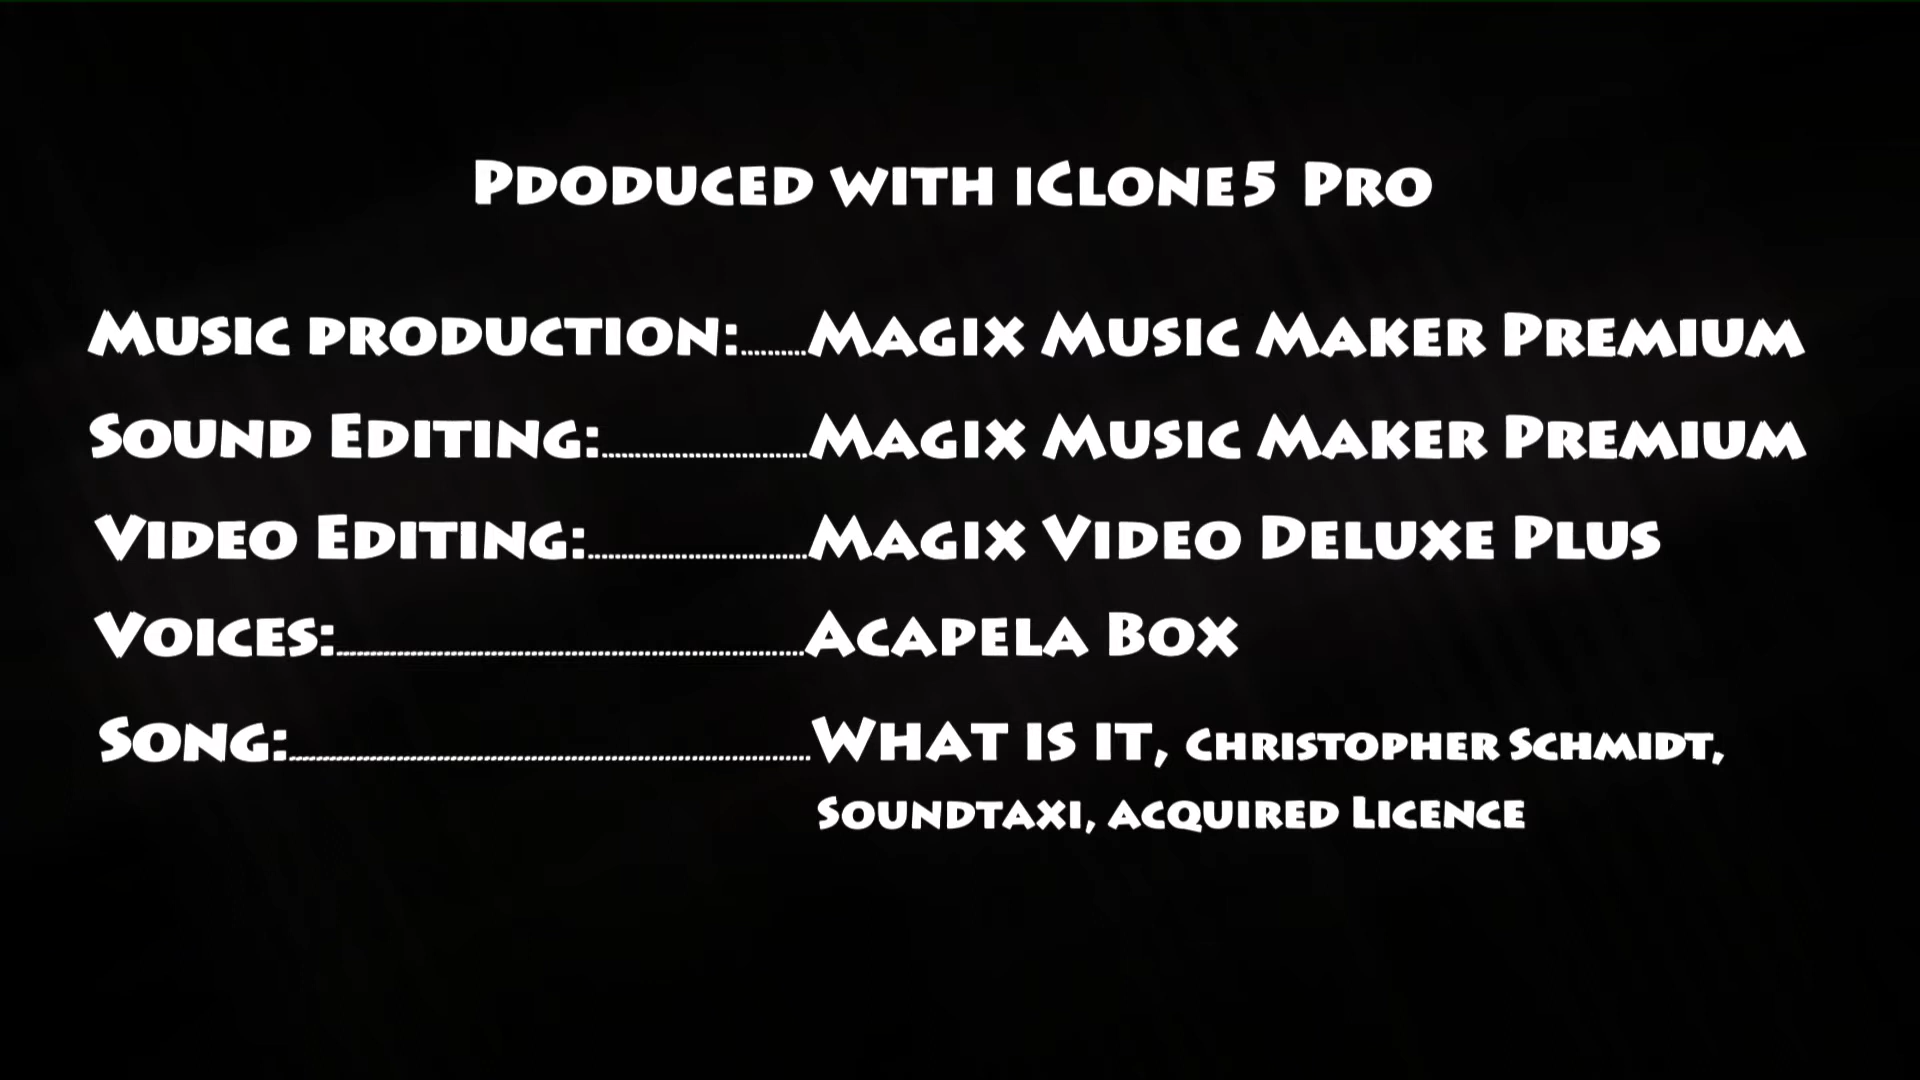 Pdoduced with iClone5 Pro
Music production:..........Magix Music Maker Premium
Sound Editing:................................Magix Music Maker Premium
Video Editing:..................................Magix Video Deluxe Plus
Voices:........................................................................Acapela Box
Song:................................................................................What is it, Christopher Schmidt,
Soundtaxi, acquired Licence